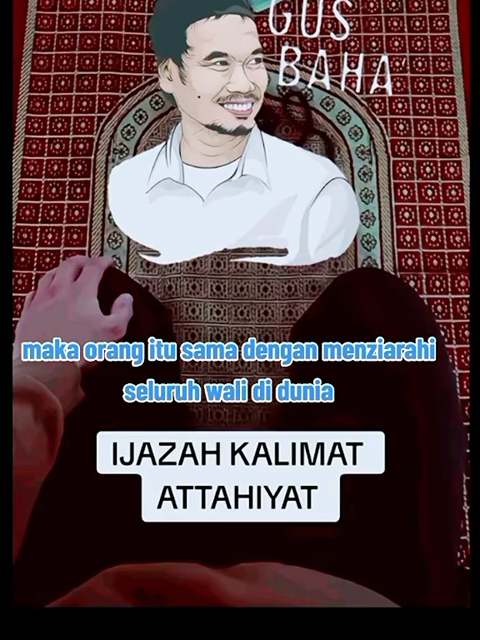 GUS
BAHA'
maka orang itu sama dengan menziarahi
seluruh wali di dunia
IJAZAH KALIMAT
ATTAHIYAT